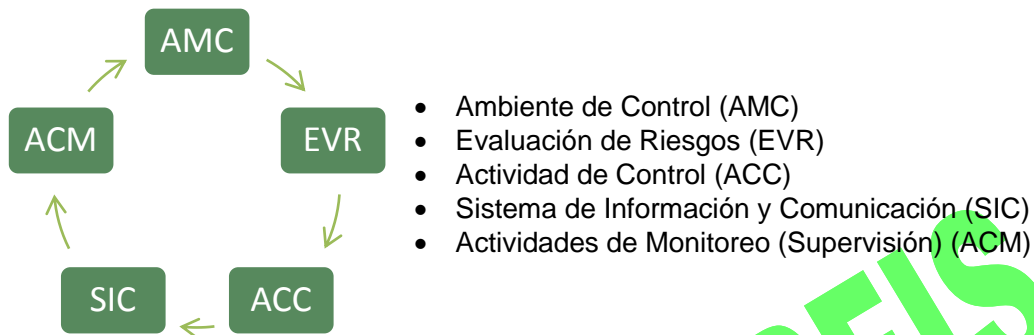 AMC
ACM
EVR
SIC
ACC
• Ambiente de Control (AMC)
• Evaluación de Riesgos (EVR)
• Actividad de Control (ACC)
• Sistema de Información y Comunicación (SIC)
• Actividades de Monitoreo (Supervisión) (ACM)